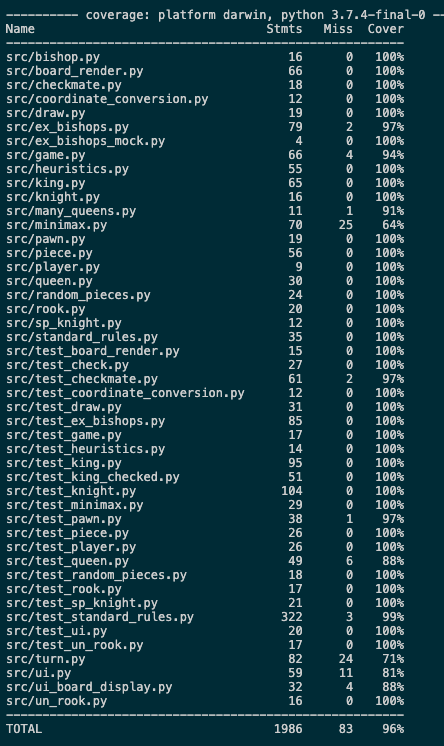 ---------- coverage: platform darwin, python 3.7.4-final-0 --
Name Stmts Miss Cover
-----------------------------------------------------
src/bishop.py 16 0 100%
src/board_render.py 66 0 100%
src/checkmate.py 18 0 100%
src/coordinate_conversion.py 12 0 100%
src/draw.py 19 0 100%
src/ex_bishops.py 79 2 97%
src/ex_bishops_mock.py 4 0 100%
src/game.py 66 4 94%
src/heuristics.py 55 0 100%
src/king.py 65 0 100%
src/knight.py 16 0 100%
src/many_queens.py 11 1 91%
src/minimax.py 70 25 64%
src/pawn.py 19 0 100%
src/piece.py 56 0 100%
src/player.py 9 0 100%
src/queen.py 30 0 100%
src/random_pieces.py 24 0 100%
src/rook.py 20 0 100%
src/sp_knight.py 12 0 100%
src/standard_rules.py 35 0 100%
src/test_board_render.py 15 0 100%
src/test_check.py 27 0 100%
src/test_checkmate.py 61 2 97%
src/test_coordinate_conversion.py 12 0 100%
src/test_draw.py 31 0 100%
src/test_ex_bishops.py 85 0 100%
src/test_game.py 17 0 100%
src/test_heuristics.py 14 0 100%
src/test_king.py 95 0 100%
src/test_king_checked.py 51 0 100%
src/test_knight.py 104 0 100%
src/test_minimax.py 29 0 100%
src/test_pawn.py 38 1 97%
src/test_piece.py 26 0 100%
src/test_player.py 26 0 100%
src/test_queen.py 49 6 88%
src/test_random_pieces.py 18 0 100%
src/test_rook.py 17 0 100%
src/test_sp_knight.py 21 0 100%
src/test_standard_rules.py 322 3 99%
src/test_ui.py 20 0 100%
src/test_un_rook.py 17 0 100%
src/turn.py 82 24 71%
src/ui.py 59 11 81%
src/ui_board_display.py 32 4 88%
src/un_rook.py 16 0 100%
-----------------------------------------------------
TOTAL 1986 83 96%